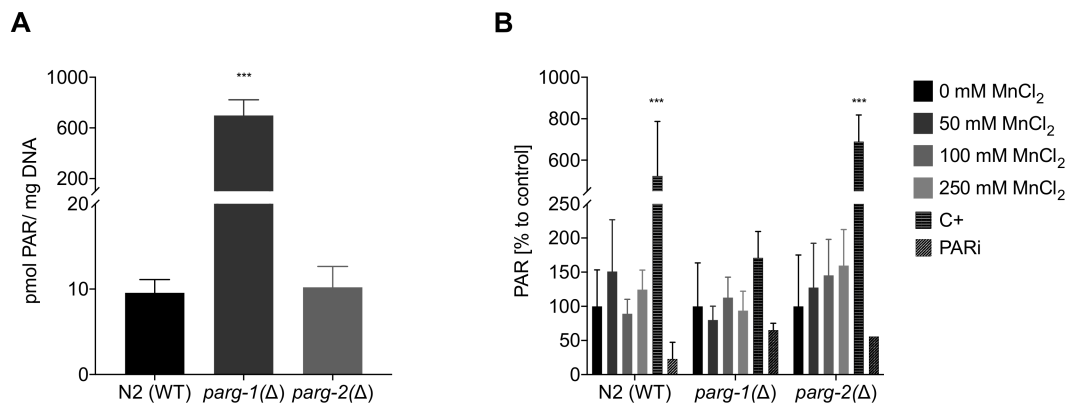 A
pmol PAR/ mg DNA
1000
600
200
20
10
0
***
N2 (WT)
parg-1(Δ)
parg-2(Δ)
B
PAR [% to control]
1000
800
600
250
200
150
100
50
0
***
***
N2 (WT)
parg-1(Δ)
parg-2(Δ)
0 mM MnCl2
50 mM MnCl2
100 mM MnCl2
250 mM MnCl2
C+
PARi